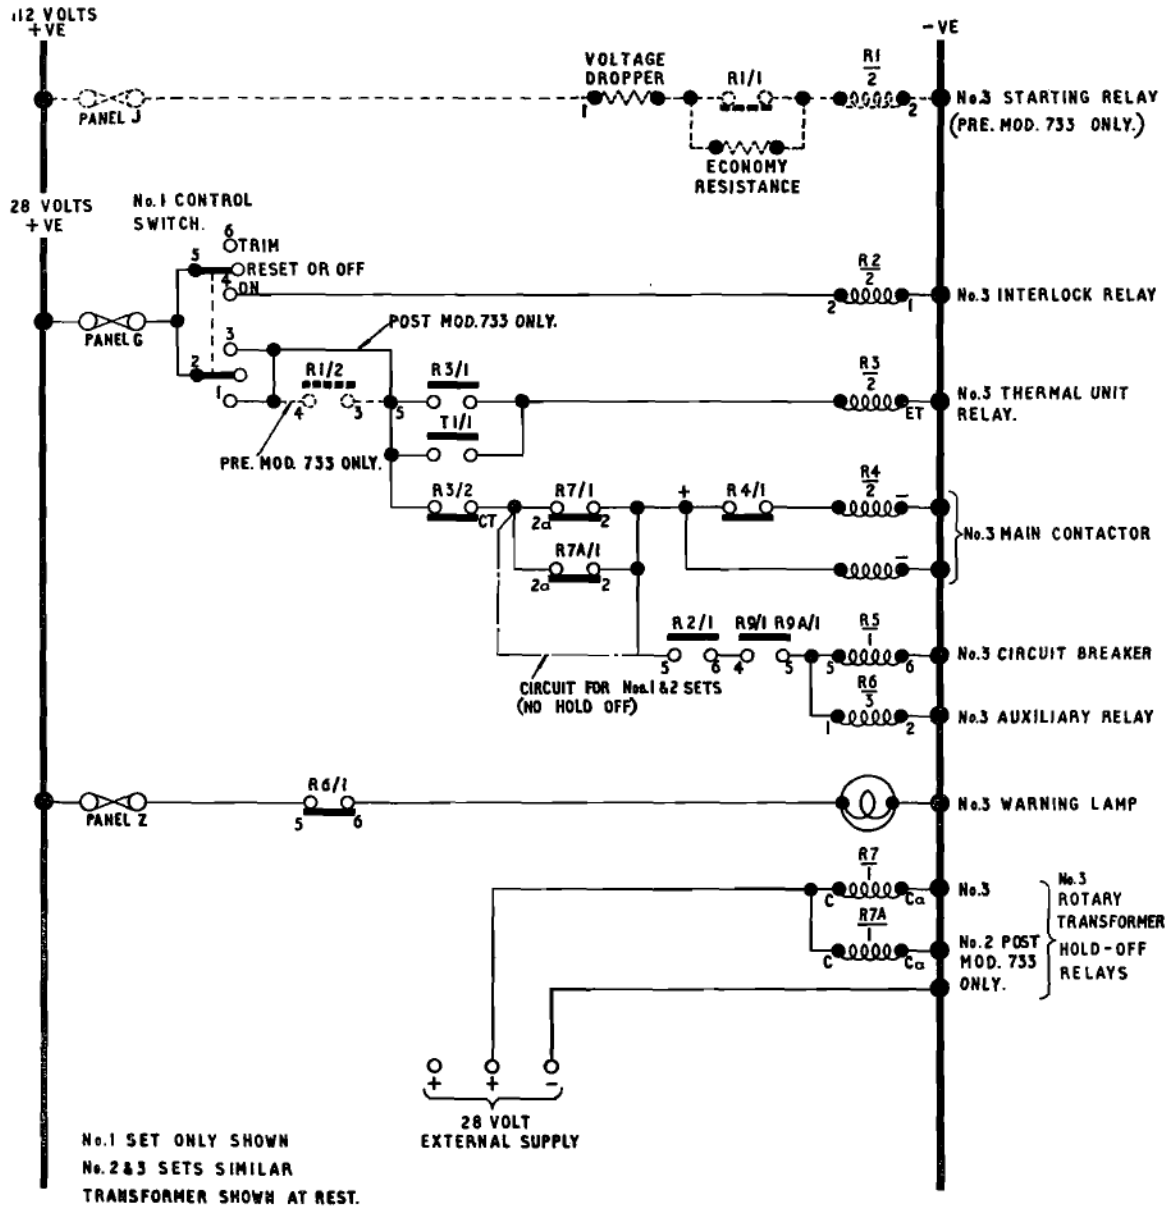 112 VOLTS
+VE
-VE
VOLTAGE
DROPPER
R1/1
R1
2
PANEL J
1
2
No.3 STARTING RELAY
(PRE. MOD. 733 ONLY.)
ECONOMY
RESISTANCE
28 VOLTS
+VE
No.1 CONTROL
SWITCH.
6
TRIM
5
RESET OR OFF
4
ON
R2
2
2
1
No.3 INTERLOCK RELAY
PANEL G
POST MOD.733 ONLY.
3
2
R1/2
R3/1
R3
2
1
4
3
5
ET
No.3 THERMAL UNIT
RELAY.
T1/1
PRE. MOD. 733 ONLY.
R3/2
CT
R7/1
2a
2
+
R4/1
R4
2
-
No.3 MAIN CONTACTOR
R7A/1
2a
2
-
R2/1
R9/1 R9A/1
R5
1
5
6
4
5
5
6
No.3 CIRCUIT BREAKER
CIRCUIT FOR Nos.1&2 SETS
(NO HOLD OFF)
R6
3
1
2
No.3 AUXILIARY RELAY
R6/1
PANEL Z
5
6
No.3 WARNING LAMP
R7
1
C
Ca
No.3
R7A
1
C
Ca
No.2 POST
MOD. 733
ONLY.
No.3
ROTARY
TRANSFORMER
HOLD-OFF
RELAYS
+
+
-
28 VOLT
EXTERNAL SUPPLY
No.1 SET ONLY SHOWN
No.2&3 SETS SIMILAR
TRANSFORMER SHOWN AT REST.